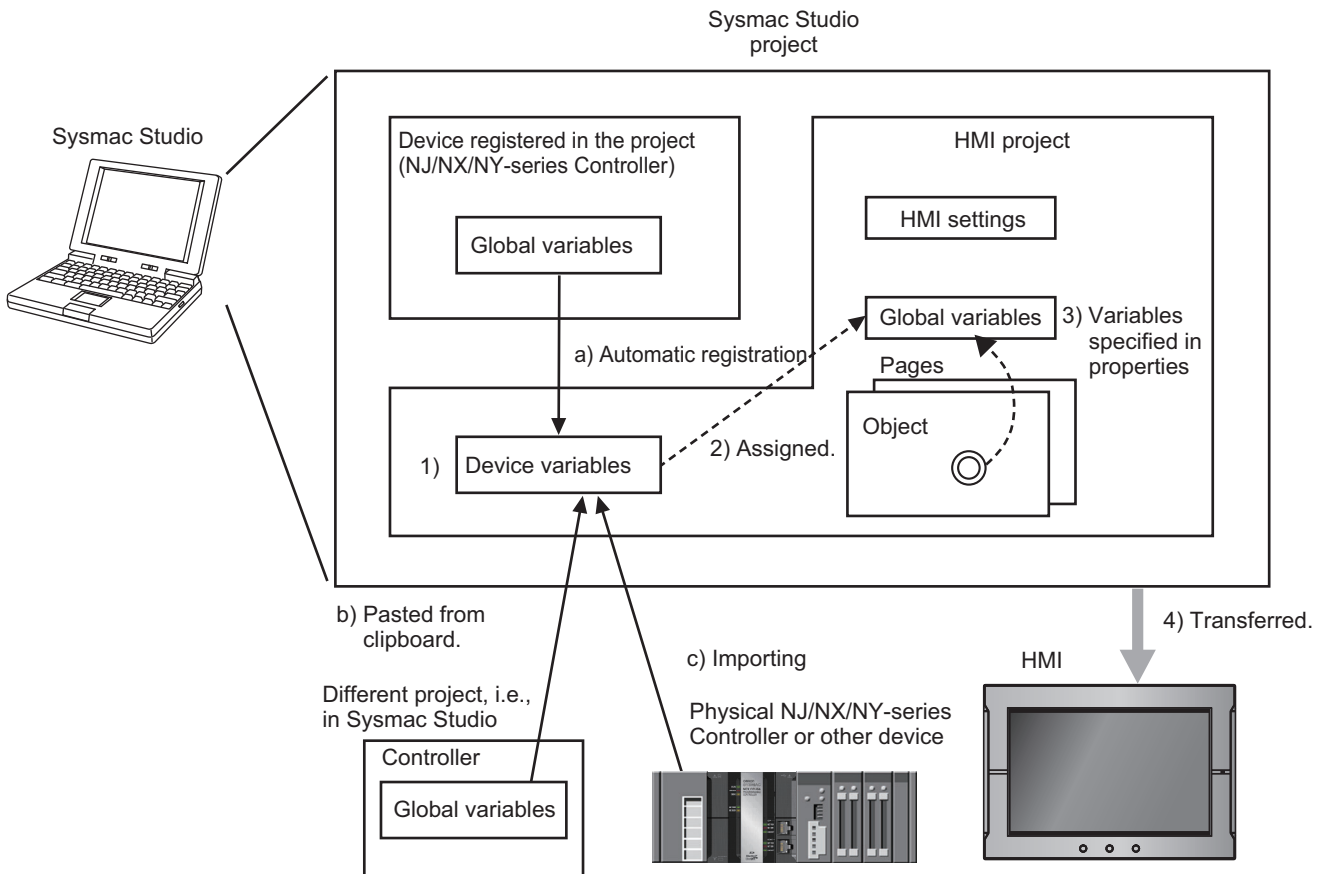 Sysmac Studio
project
Sysmac Studio
Device registered in the project
(NJ/NX/NY-series Controller)
Global variables
HMI project
HMI settings
Global variables
3) Variables
specified in
properties
a) Automatic registration
Pages
Object
1)
Device variables
2) Assigned.
b) Pasted from
clipboard.
4) Transferred.
c) Importing
HMI
Different project, i.e.,
in Sysmac Studio
Physical NJ/NX/NY-series
Controller or other device
Controller
Global variables